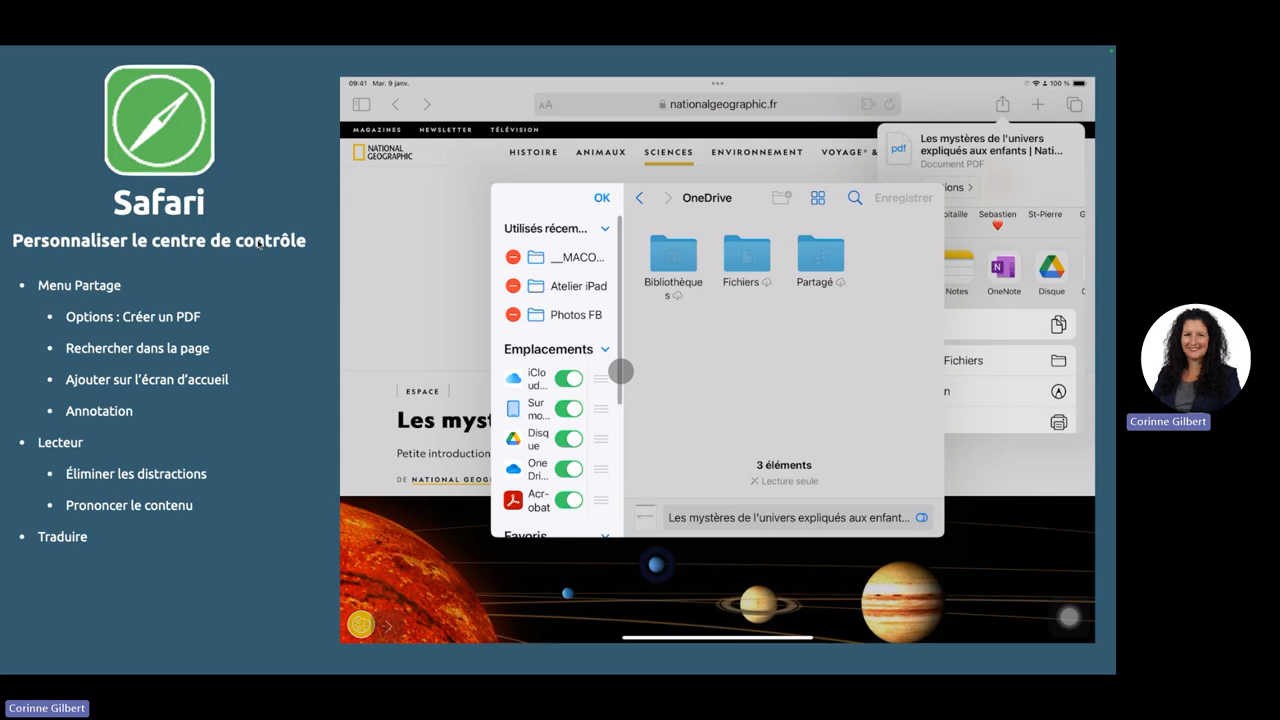 Safari
Personnaliser le centre de contrôle
Menu Partage
Options : Créer un PDF
Rechercher dans la page
Ajouter sur l'écran d'accueil
Annotation
Lecteur
Éliminer les distractions
Prononcer le contenu
Traduire
09:41 Mar. 9 janv.
100 %
AA
nationalgeographic.fr
MAGAZINES NEWSLETTER TÉLÉVISION
NATIONAL
GEOGRAPHIC
HISTOIRE ANIMAUX SCIENCES ENVIRONNEMENT VOYAGE® &
pdf
Les mystères de l'univers
expliqués aux enfants | Nati...
Document PDF
ions >
pitaille Sebastien St-Pierre G
❤️
Notes OneNote Disque
Fichiers
n
OK
Utilisés récem...
__MACO...
Atelier iPad
Photos FB
Emplacements
iClo
ud...
Sur
mo...
Disq
ue
One
Dri...
Acr-
obat
Favoris
OneDrive
Enregistrer
Bibliothèque
s
Fichiers
Partagé
3 éléments
Lecture seule
Les mystères de l'univers expliqués aux enfant...
ESPACE
Les myst
Petite introduction
DE NATIONAL GEOG
Corinne Gilbert
Corinne Gilbert